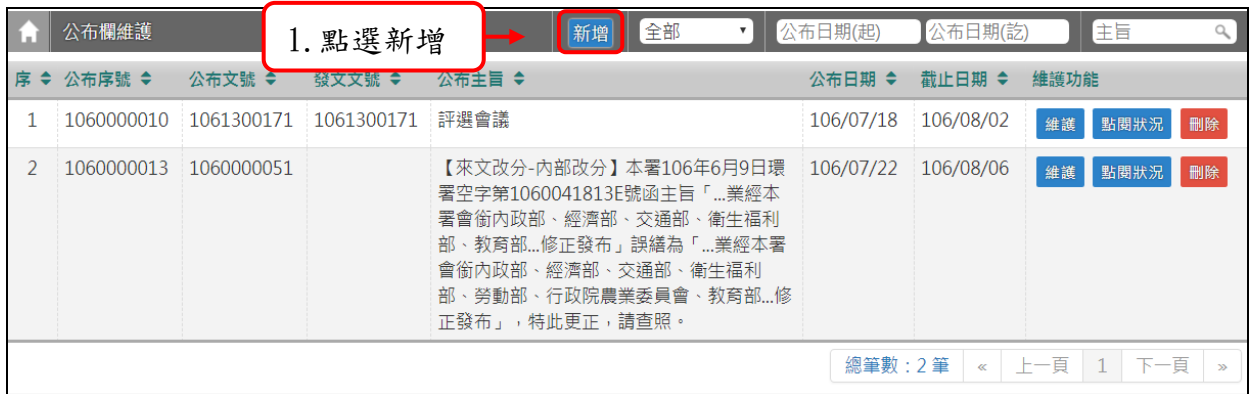 公布欄維護
1.點選新增
新增
全部
公布日期(起)
公布日期(訖)
主旨
序 公布序號 公布文號 發文文號 公布主旨 公布日期 截止日期 維護功能
1 1060000010 1061300171 1061300171 評選會議 106/07/18 106/08/02 維護 點閱狀況 刪除
2 1060000013 1060000051 【來文改分-內部改分】本署106年6月9日環 106/07/22 106/08/06 維護 點閱狀況 刪除
署空字第1060041813E號函主旨「...業經本
署會銜內政部、經濟部、交通部、衛生福利
部、教育部...修正發布」誤繕為「...業經本署
會銜內政部、經濟部、交通部、衛生福利
部、勞動部、行政院農業委員會、教育部...修
正發布」，特此更正，請查照。
總筆數：2 筆 « 上一頁 1 下一頁 »